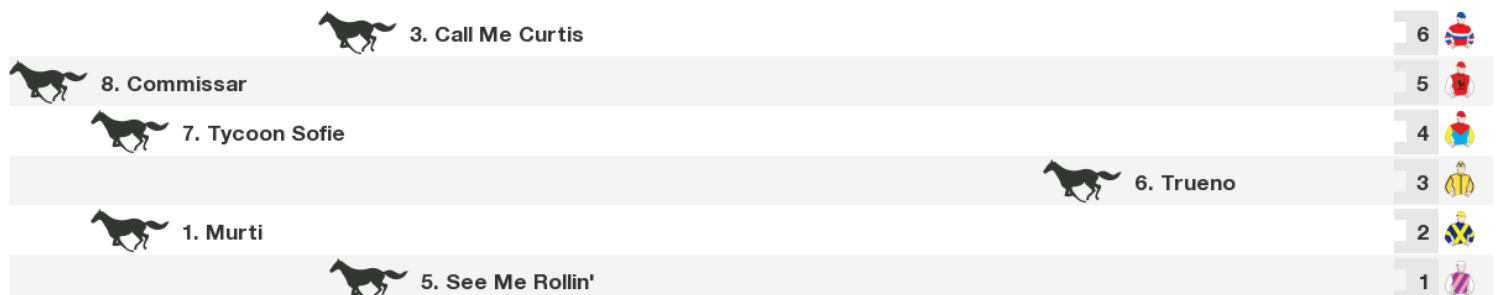 3. Call Me Curtis 6
8. Commissar 5
7. Tycoon Sofie 4
6. Trueno 3
1. Murti 2
5. See Me Rollin' 1